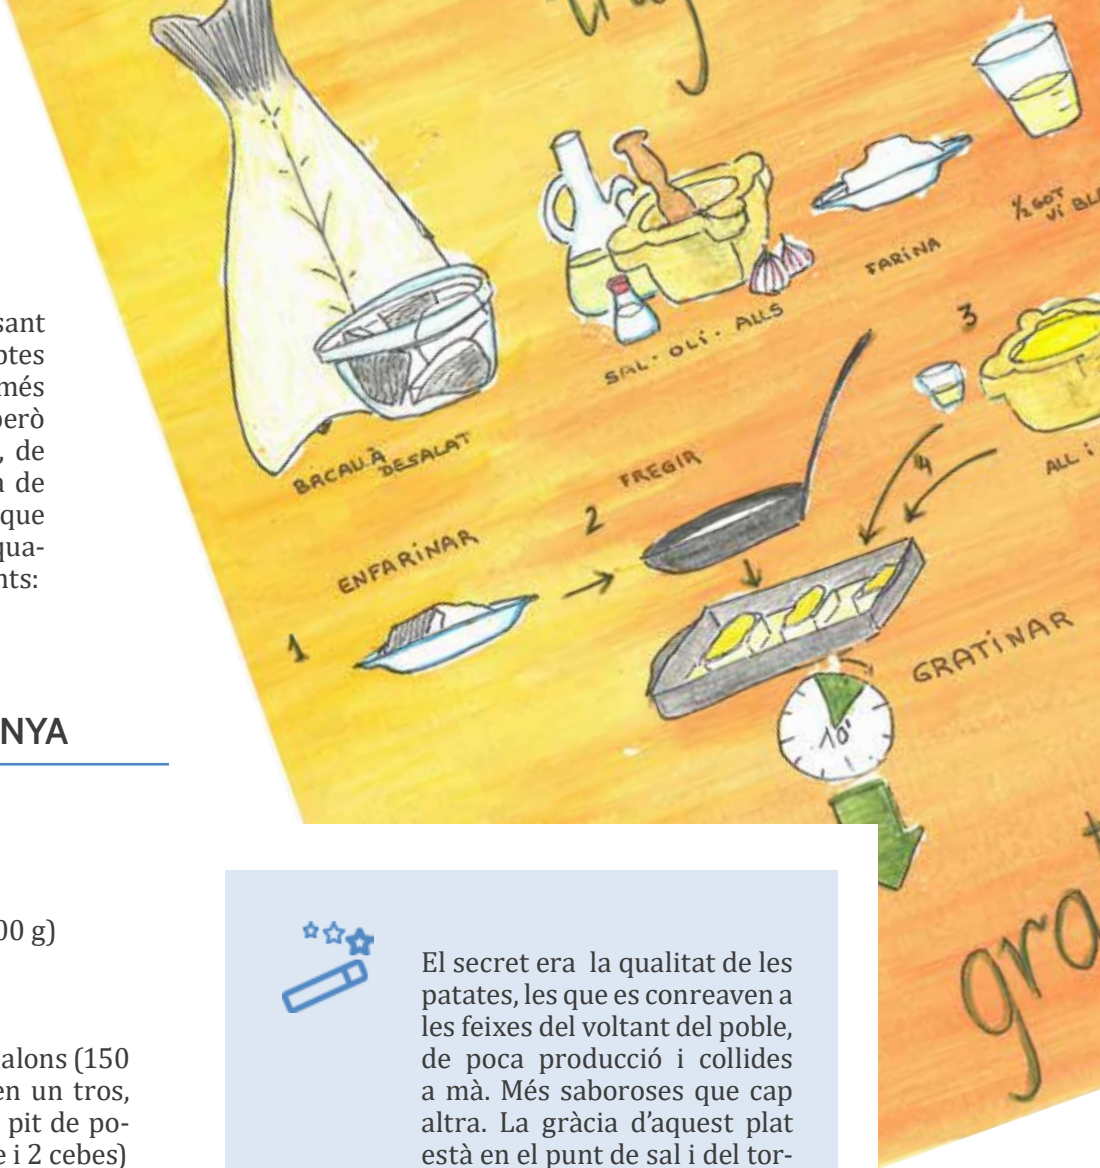 ½ GOT
VI
FARINA
SAL · OLI · ALLS
3
BACALLÀ
DESALAT
FREGIR
2
4
ALL i
ENFARINAR
1
GRATINAR
10'
sant
més
però
, de
a de
que
qua-
nts:
NYA
00 g)
El secret era la qualitat de les
patates, les que es conreaven a
les feixes del voltant del poble,
de poca producció i collides
a mà. Més saboroses que cap
altra. La gràcia d'aquest plat
està en el punt de sal i del tor-
alons (150
en un tros,
pit de po-
e i 2 cebes)